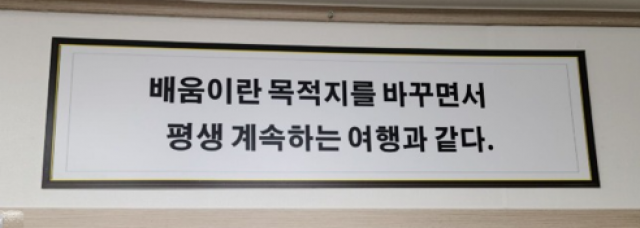 배움이란 목적지를 바꾸면서
평생 계속하는 여행과 같다.